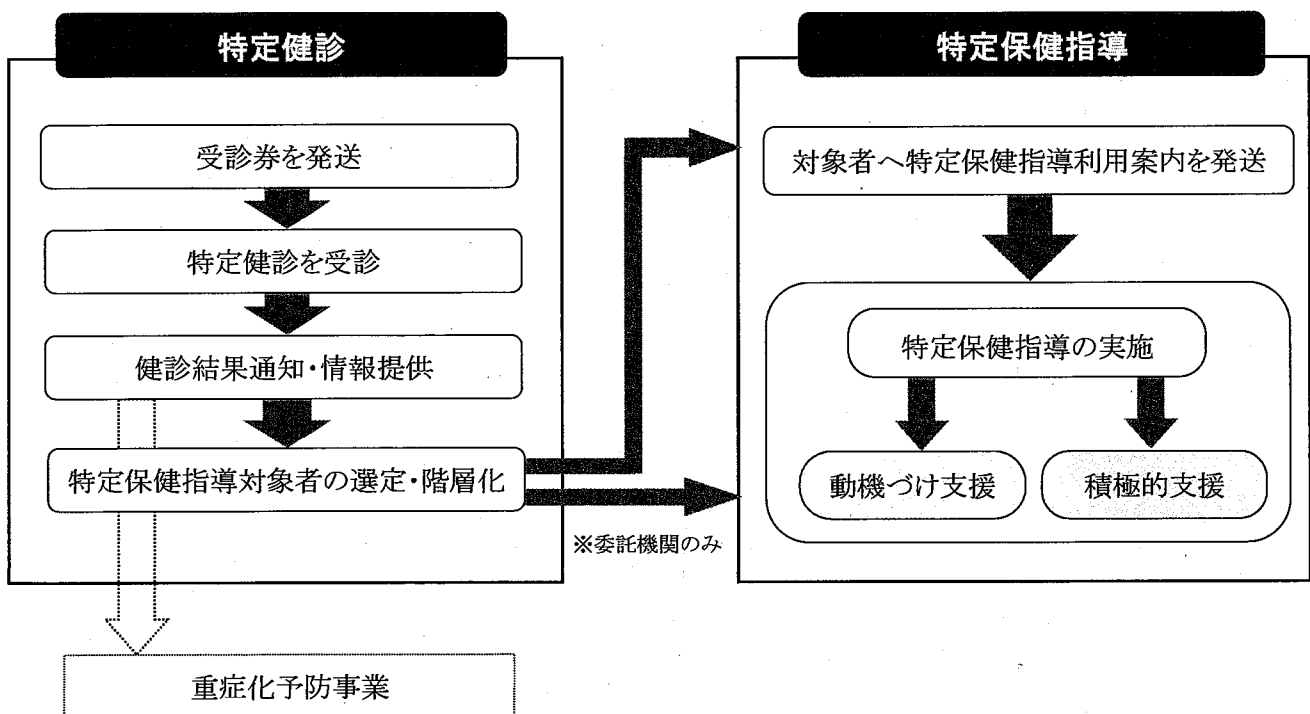 特定健診
受診券を発送
特定健診を受診
健診結果通知・情報提供
特定保健指導対象者の選定・階層化
※委託機関のみ
重症化予防事業
特定保健指導
対象者へ特定保健指導利用案内を発送
特定保健指導の実施
動機づけ支援
積極的支援